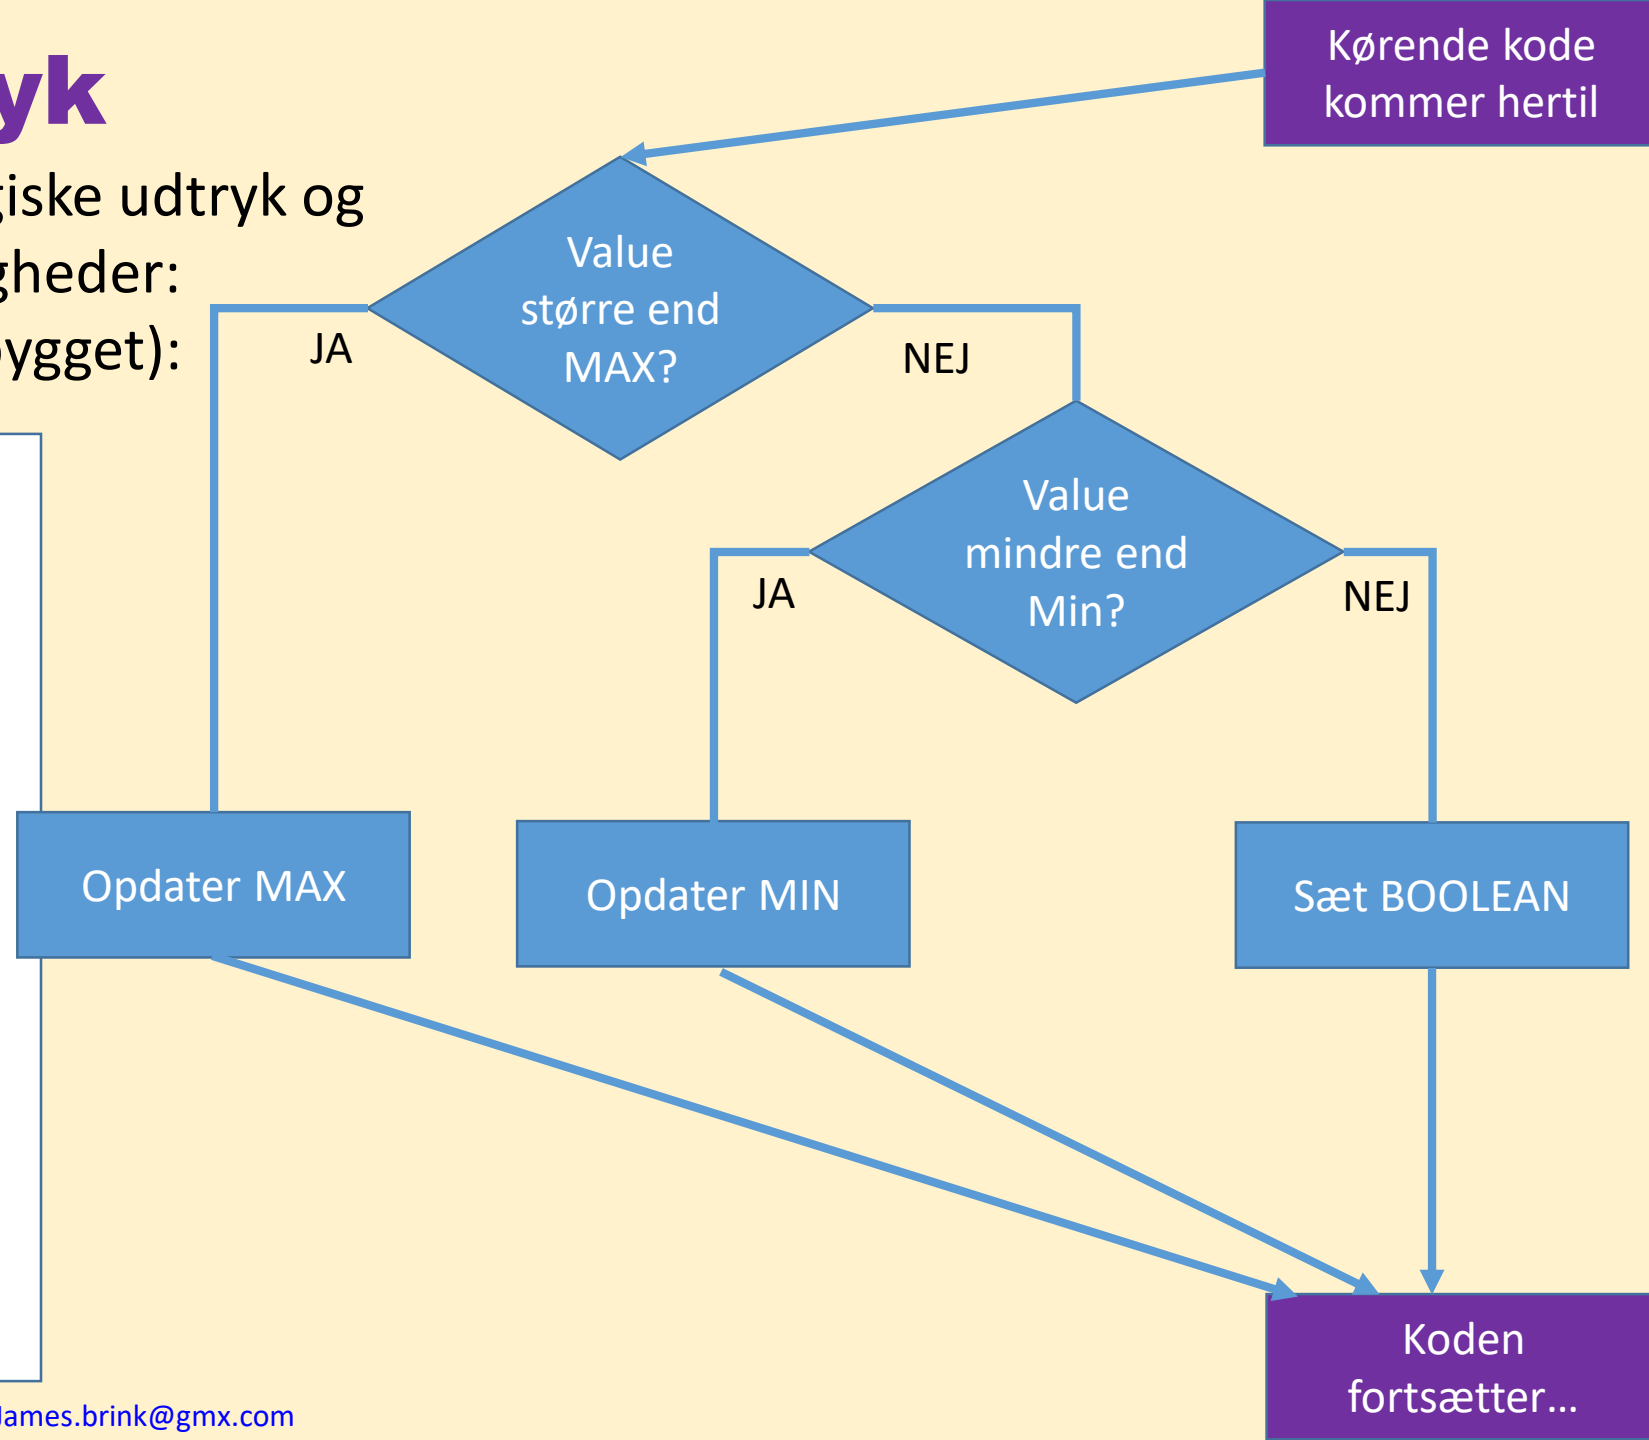 yk
giske udtryk og
gheder:
bygget):
Kørende kode
kommer hertil
Value
større end
MAX?
JA
NEJ
Value
mindre end
Min?
JA
NEJ
Opdater MAX
Opdater MIN
Sæt BOOLEAN
Koden
fortsætter...
James.brink@gmx.com